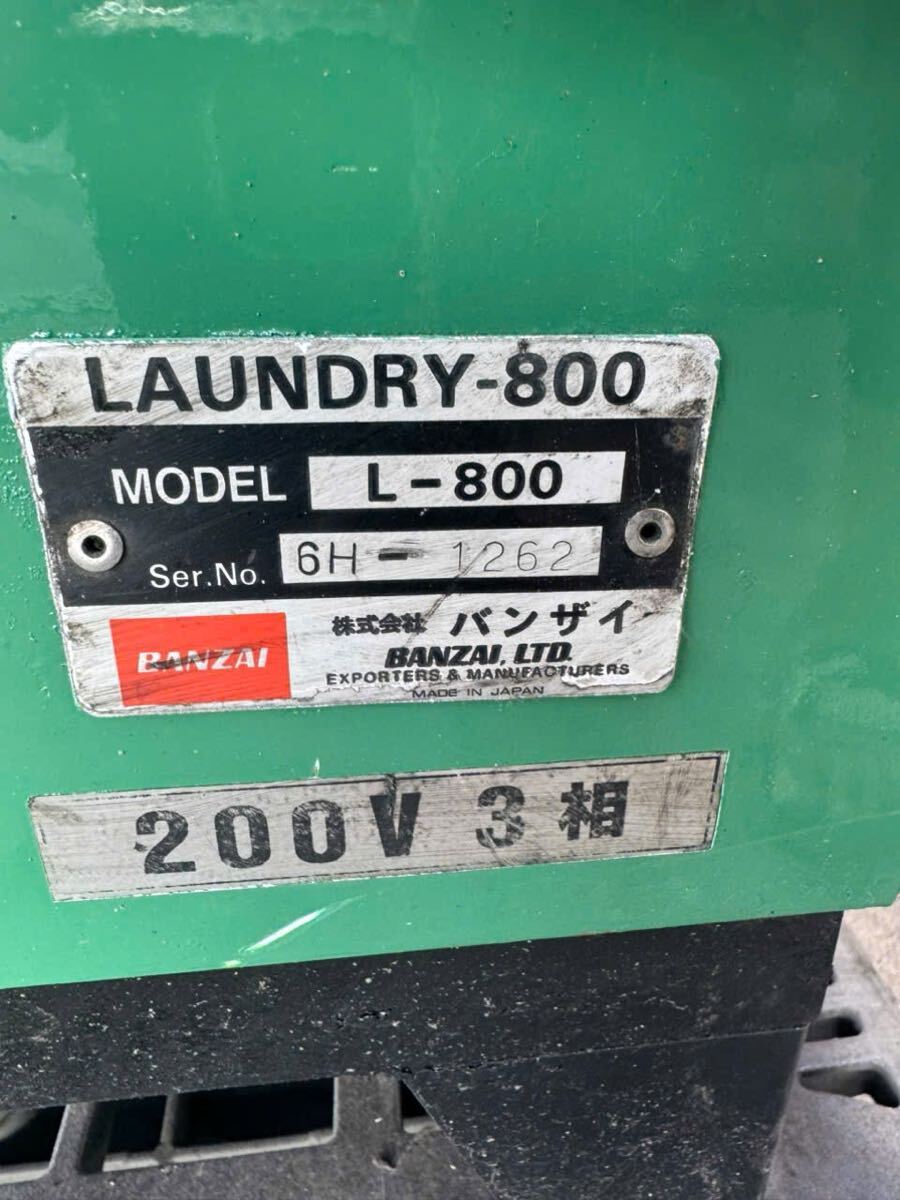 LAUNDRY-800
MODEL L-800
Ser.No. 6H-1262
BANZAI
株式会社 バンザイ
BANZAI, LTD.
EXPORTERS & MANUFACTURERS
MADE IN JAPAN
200V 3相